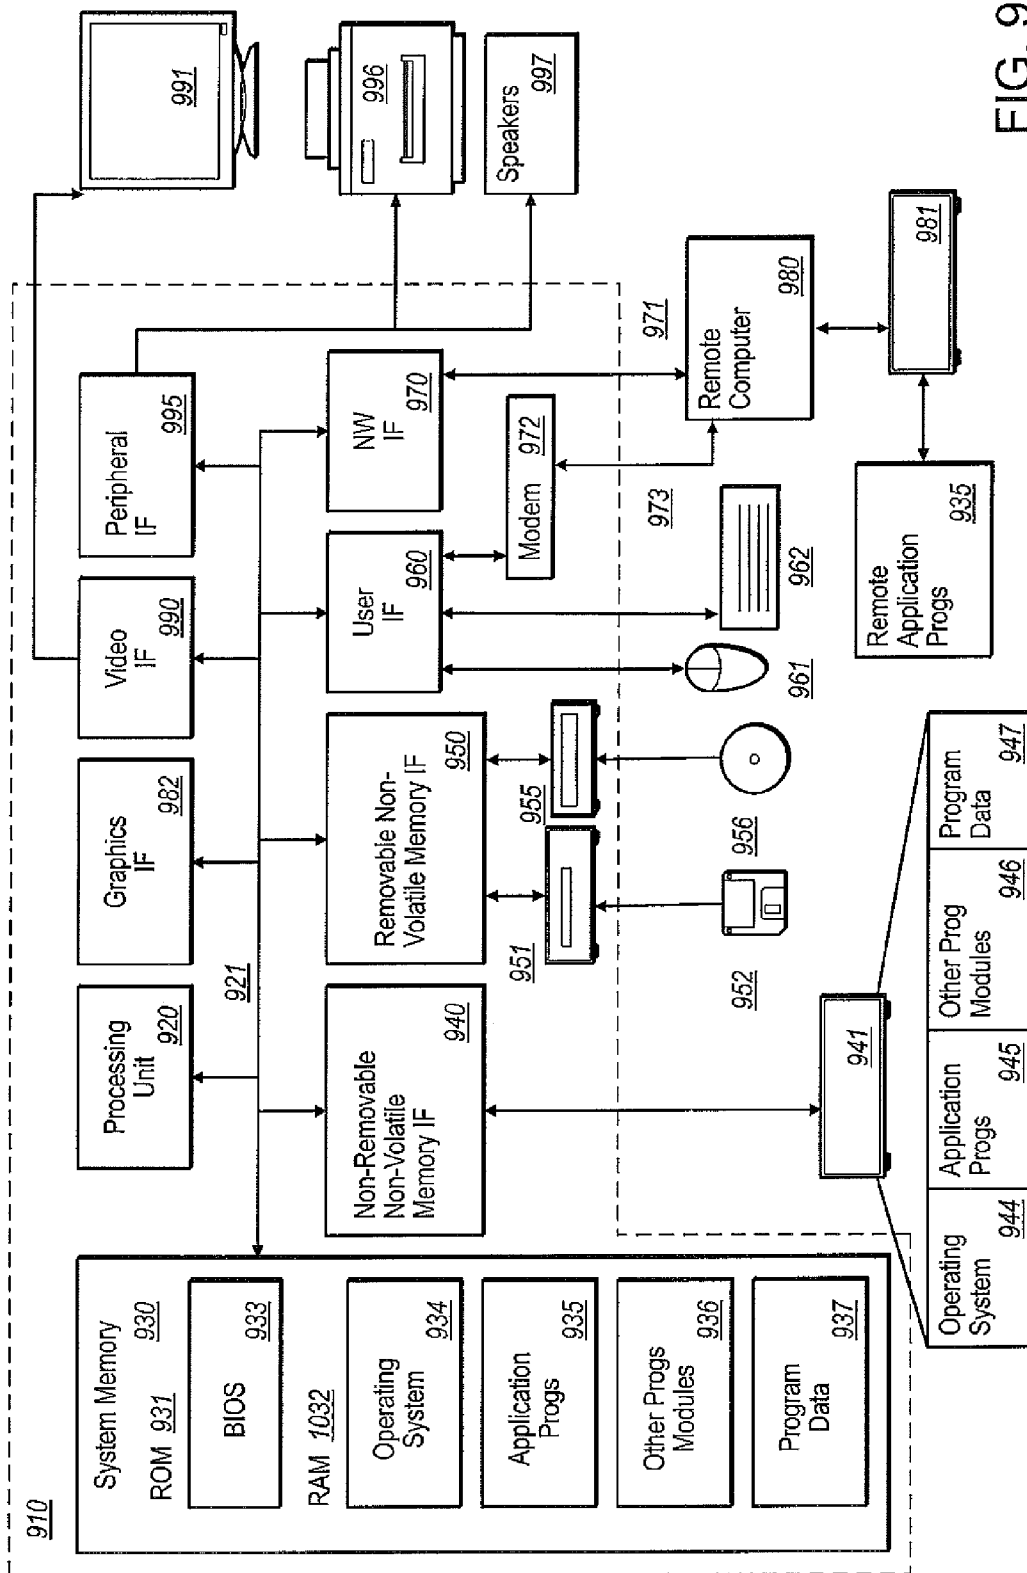 910
System Memory 930
ROM 931
BIOS 933
RAM 1032
Operating
System 934
Application
Progs 935
Other Progs
Modules 936
Program
Data 937
Processing
Unit 920
921
Graphics
IF 982
Video
IF 990
Peripheral
IF 995
Non-Removable
Non-Volatile
Memory IF 940
Removable Non-
Volatile Memory IF
950
User
IF 960
NW
IF 970
951
955
Modem 972
952
956
961
962
973
971
991
996
Speakers
997
Remote
Computer
980
981
Remote
Application
Progs 935
941
Operating
System 944
Application
Progs 945
Other Prog
Modules 946
Program
Data 947
FIG. 9